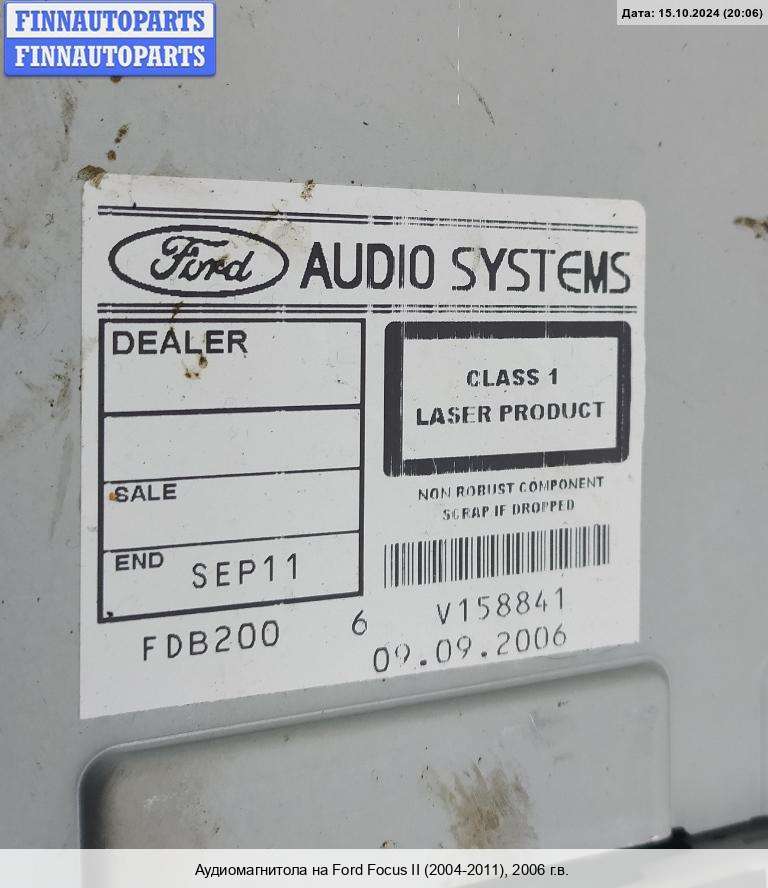 FINNAUTOPARTS
FINNAUTOPARTS
Дата: 15.10.2024 (20:06)
Ford AUDIO SYSTEMS
DEALER
CLASS 1
LASER PRODUCT
SALE
NON ROBUST COMPONENT
SCRAP IF DROPPED
END SEP11
V158841
FDB200 6
09.09.2006
Аудиомагнитола на Ford Focus II (2004-2011), 2006 г.в.